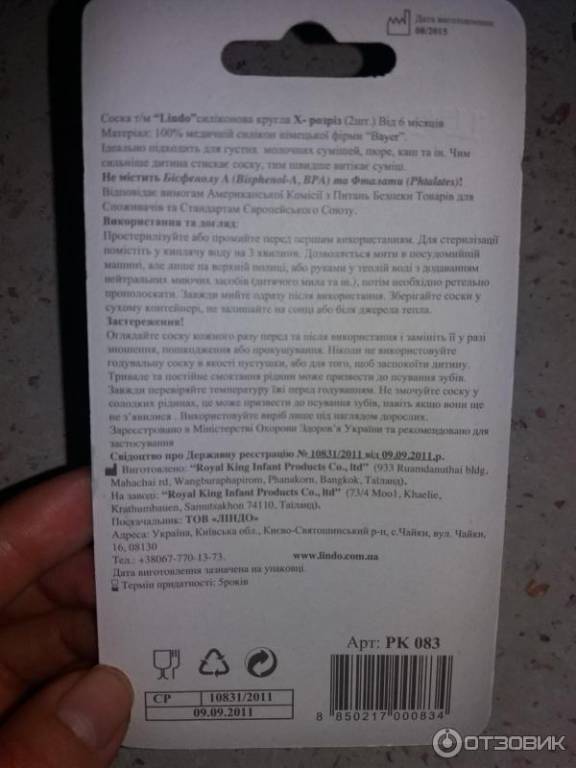 Дата виготовлення
08/2015
Соска т/м "Lindo"силіконова кругла X- розріз (2шт.) Від 6 місяців
Матеріал: 100% медичний силікон німецької фірми "Bayer".
Ідеально підходить для густих молочних сумішей, пюре, каш та ін. Чим
сильніше дитина стискає соску, тим швидше витікає суміш.
Не містить Бісфенолу А (Bisphenol-A, BPA) та Фталати (Phtalates)!
Відповідає вимогам Американської Комісії з Питань Безпеки Товарів для
Споживачів та Стандартам Європейського Союзу.
Використання та догляд:
Простерилізуйте або промийте перед першим використанням. Для стерилізації
помістіть у киплячу воду на 3 хвилини. Дозволяється мити в посудомийній
машині, але лише на верхній полиці, або руками у теплій воді з додаванням
нейтральних миючих засобів (дитячого мила та ін.), потім необхідно ретельно
прополоскати. Завжди мийте одразу після використання. Зберігайте соски у
сухому контейнері, не залишайте на сонці або біля джерела тепла.
Застереження!
Оглядайте соску кожного разу перед та після використання і замініть її у разі
зношення, пошкодження або прокушування. Ніколи не використовуйте
годувальну соску в якості пустушки, або для того, щоб заспокоїти дитину.
Тривале та постійне смоктання рідини може призвести до псування зубів.
Завжди перевіряйте температуру їжі перед годуванням. Не змочуйте соску у
солодких рідинах, це може призвести до псування зубів, навіть якщо вони ще
не з'явилися . Використовуйте виріб лише під наглядом дорослих.
Зареєстровано в Міністерстві Охорони Здоров'я України та рекомендовано для
застосування
Свідоцтво про Державну реєстрацію № 10831/2011 від 09.09.2011.р.
Виготовлено: "Royal King Infant Products Co., ltd" (933 Ruamdanuthai bldg,
Mahachai rd, Wangburaphapirom, Phanakorn, Bangkok, Таїланд),
На заводі: "Royal King Infant Products Co., ltd" (73/4 Moo1, Khaelie,
Krathumbauen, Samutsakhon 74110, Таїланд).
Постачальник: ТОВ «ЛІНДО»
Адреса: Україна, Київська обл., Києво-Святошинський р-н, с.Чайки, вул. Чайки,
16, 08130
Тел.: +38067-770-13-73. www.lindo.com.ua
Дата виготовлення зазначена на упаковці.
Термін придатності: 5років
Арт: РК 083
СР 10831/2011
09.09.2011
8 850217 000834
ОТЗОВИК